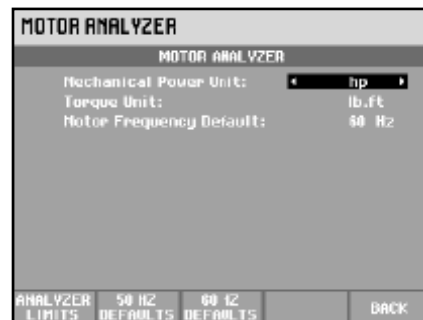 MOTOR ANALYZER
MOTOR ANALYZER
Mechanical Power Unit: hp
Torque Unit: lb.ft
Motor Frequency Default: 60 Hz
ANALYZER LIMITS
50 HZ DEFAULTS
60 HZ DEFAULTS
BACK